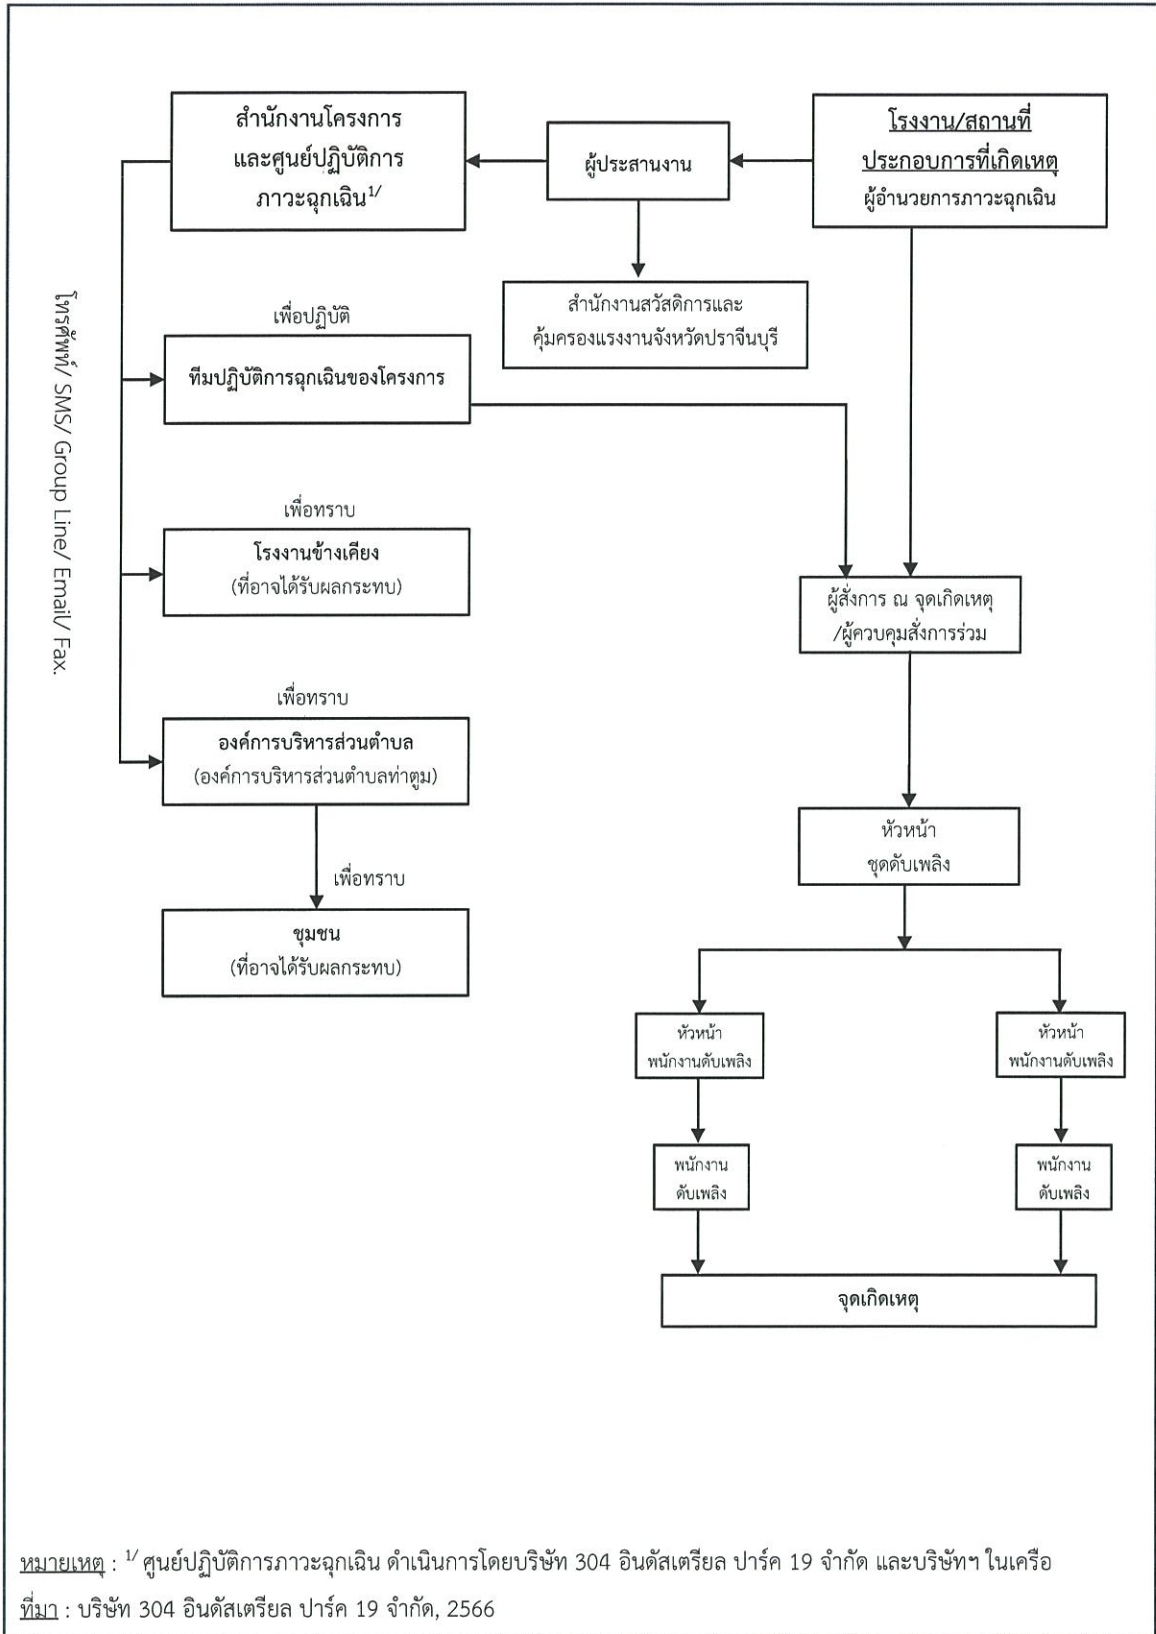 สำนักงานโครงการ
และศูนย์ปฏิบัติการ
ภาวะฉุกเฉิน1/
ผู้ประสานงาน
โรงงาน/สถานที่
ประกอบการที่เกิดเหตุ
ผู้อำนวยการภาวะฉุกเฉิน
สำนักงานสวัสดิการและ
คุ้มครองแรงงานจังหวัดปราจีนบุรี
โทรศัพท์/ SMS/ Group Line/ Email/ Fax.
เพื่อปฏิบัติ
ทีมปฏิบัติการฉุกเฉินของโครงการ
เพื่อทราบ
โรงงานข้างเคียง
(ที่อาจได้รับผลกระทบ)
ผู้สั่งการ ณ จุดเกิดเหตุ
/ผู้ควบคุมสั่งการร่วม
เพื่อทราบ
องค์การบริหารส่วนตำบล
(องค์การบริหารส่วนตำบลท่าตูม)
หัวหน้า
ชุดดับเพลิง
เพื่อทราบ
ชุมชน
(ที่อาจได้รับผลกระทบ)
หัวหน้า
พนักงานดับเพลิง
หัวหน้า
พนักงานดับเพลิง
พนักงาน
ดับเพลิง
พนักงาน
ดับเพลิง
จุดเกิดเหตุ
หมายเหตุ : 1/ ศูนย์ปฏิบัติการภาวะฉุกเฉิน ดำเนินการโดยบริษัท 304 อินดัสเตรียล ปาร์ค 19 จำกัด และบริษัทฯ ในเครือ
ที่มา : บริษัท 304 อินดัสเตรียล ปาร์ค 19 จำกัด, 2566